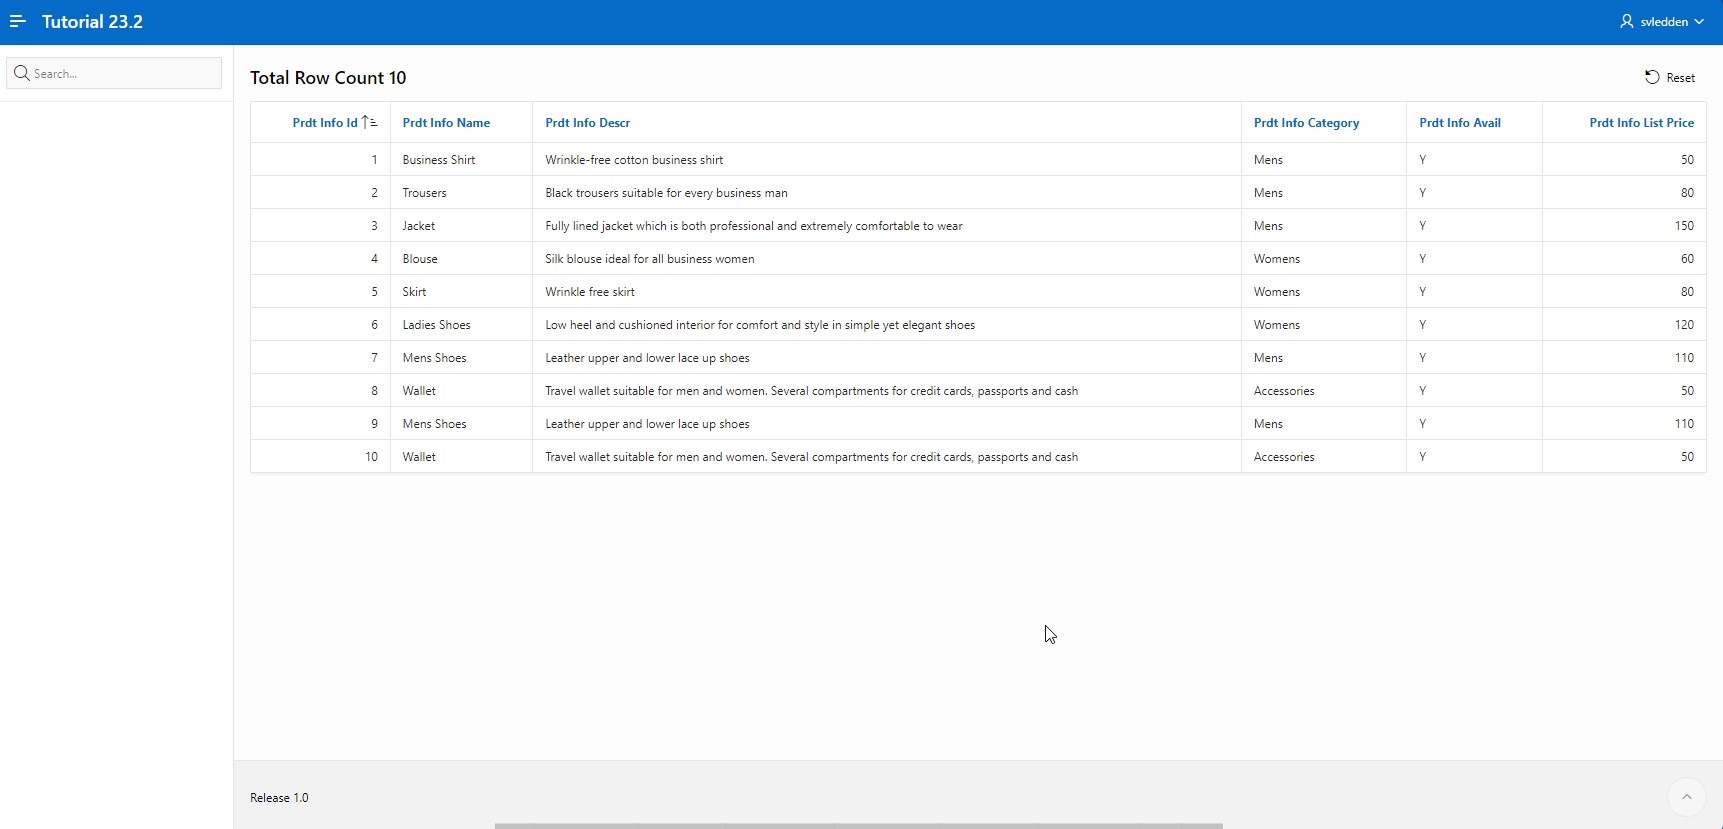 Tutorial 23.2
svledden
Search...
Total Row Count 10
Reset
Prdt Info Id Prdt Info Name Prdt Info Descr Prdt Info Category Prdt Info Avail Prdt Info List Price
1 Business Shirt Wrinkle-free cotton business shirt Mens Y 50
2 Trousers Black trousers suitable for every business man Mens Y 80
3 Jacket Fully lined jacket which is both professional and extremely comfortable to wear Mens Y 150
4 Blouse Silk blouse ideal for all business women Womens Y 60
5 Skirt Wrinkle free skirt Womens Y 80
6 Ladies Shoes Low heel and cushioned interior for comfort and style in simple yet elegant shoes Womens Y 120
7 Mens Shoes Leather upper and lower lace up shoes Mens Y 110
8 Wallet Travel wallet suitable for men and women. Several compartments for credit cards, passports and cash Accessories Y 50
9 Mens Shoes Leather upper and lower lace up shoes Mens Y 110
10 Wallet Travel wallet suitable for men and women. Several compartments for credit cards, passports and cash Accessories Y 50
Release 1.0